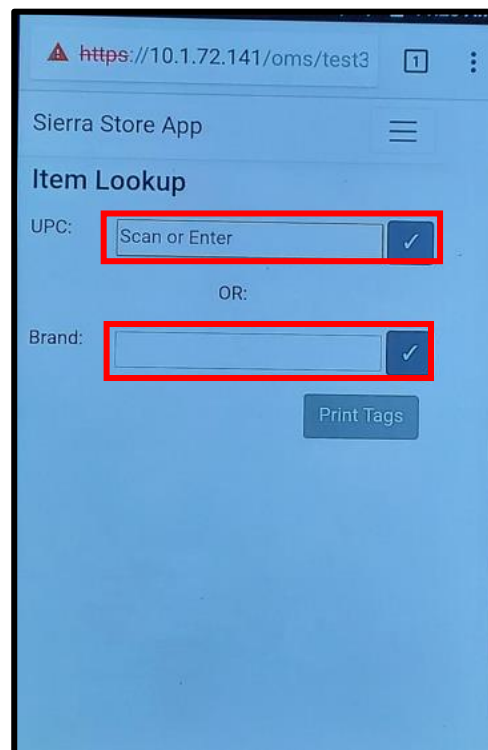 https://10.1.72.141/oms/test3
1
Sierra Store App
Item Lookup
UPC:
Scan or Enter
OR:
Brand:
Print Tags